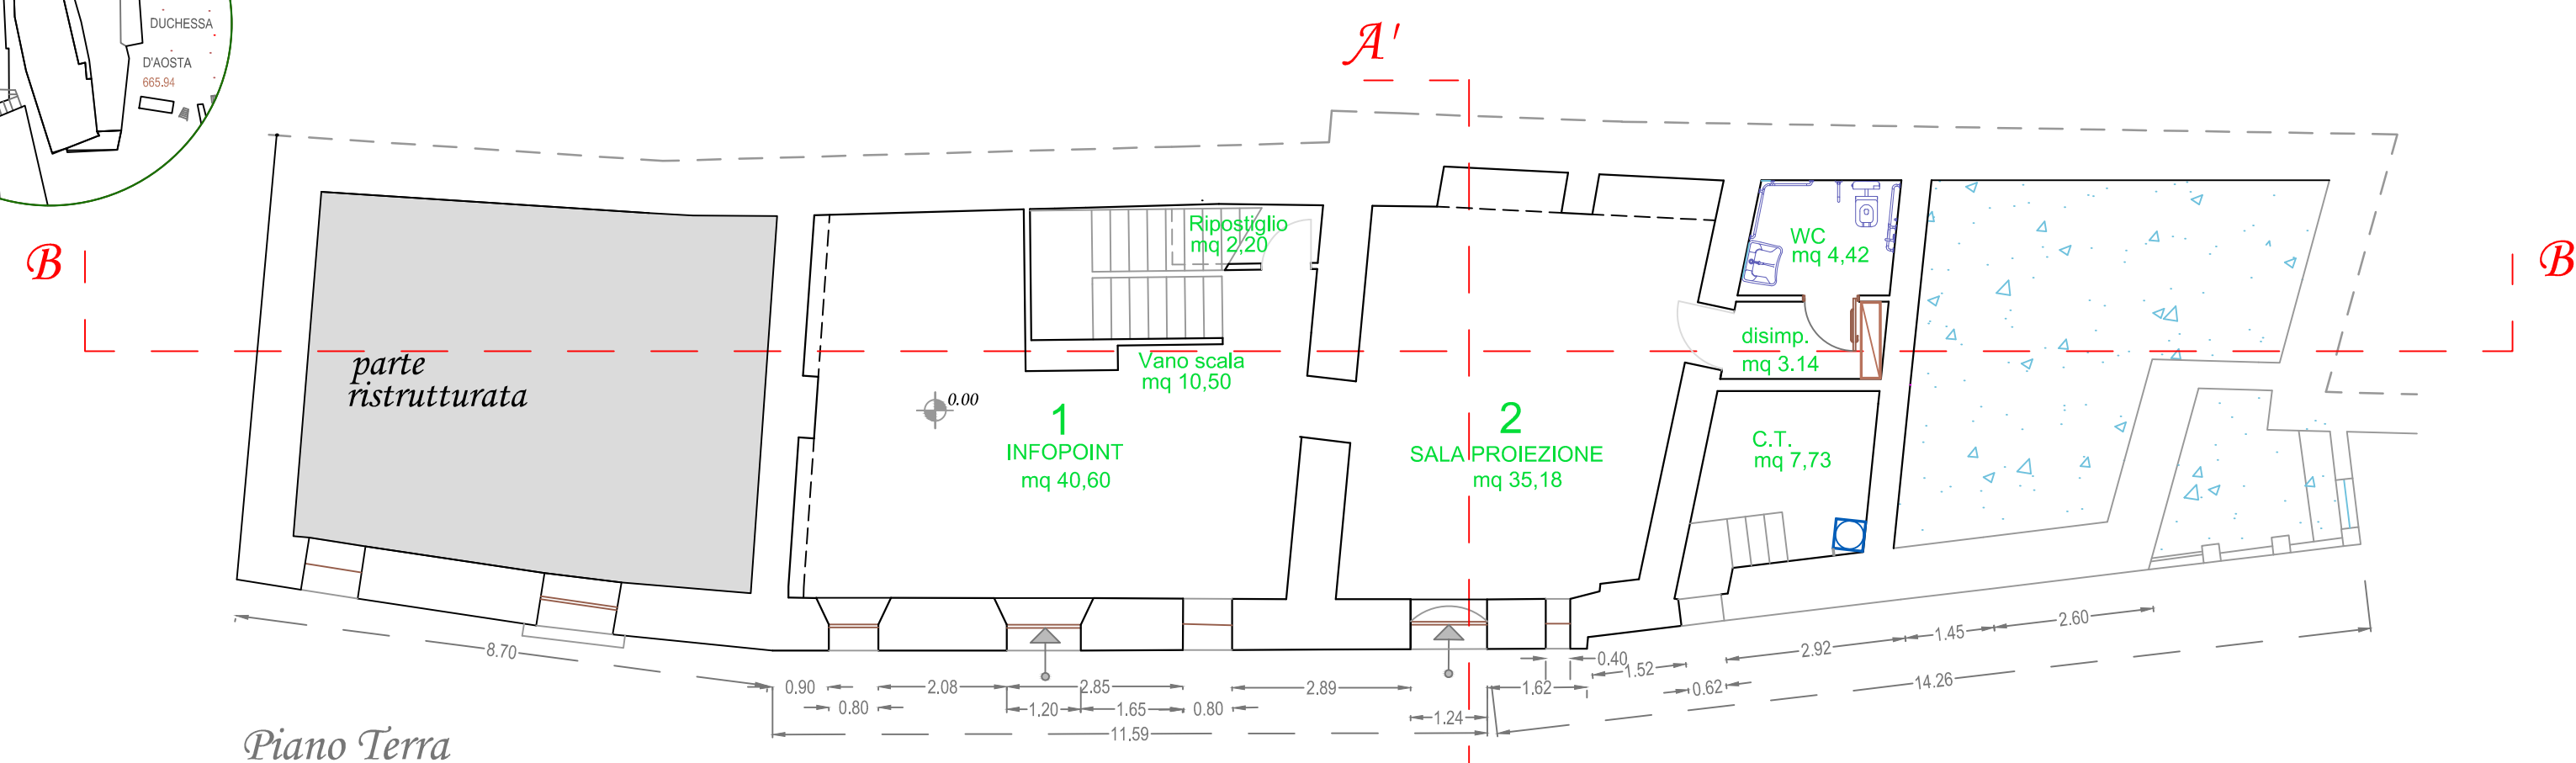 DUCHESSA
D'AOSTA
665.94
A'
B
B
Ripostiglio
mq 2,20
WC
mq 4,42
disimp.
mq 3.14
parte
ristrutturata
Vano scala
mq 10,50
0.00
1
INFOPOINT
mq 40,60
2
SALA PROIEZIONE
mq 35,18
C.T.
mq 7,73
8.70
0.90
2.08
2.85
2.89
0.40
1.52
1.62
0.62
2.92
1.45
2.60
14.26
0.80
1.20
1.65
0.80
1.24
11.59
Piano Terra